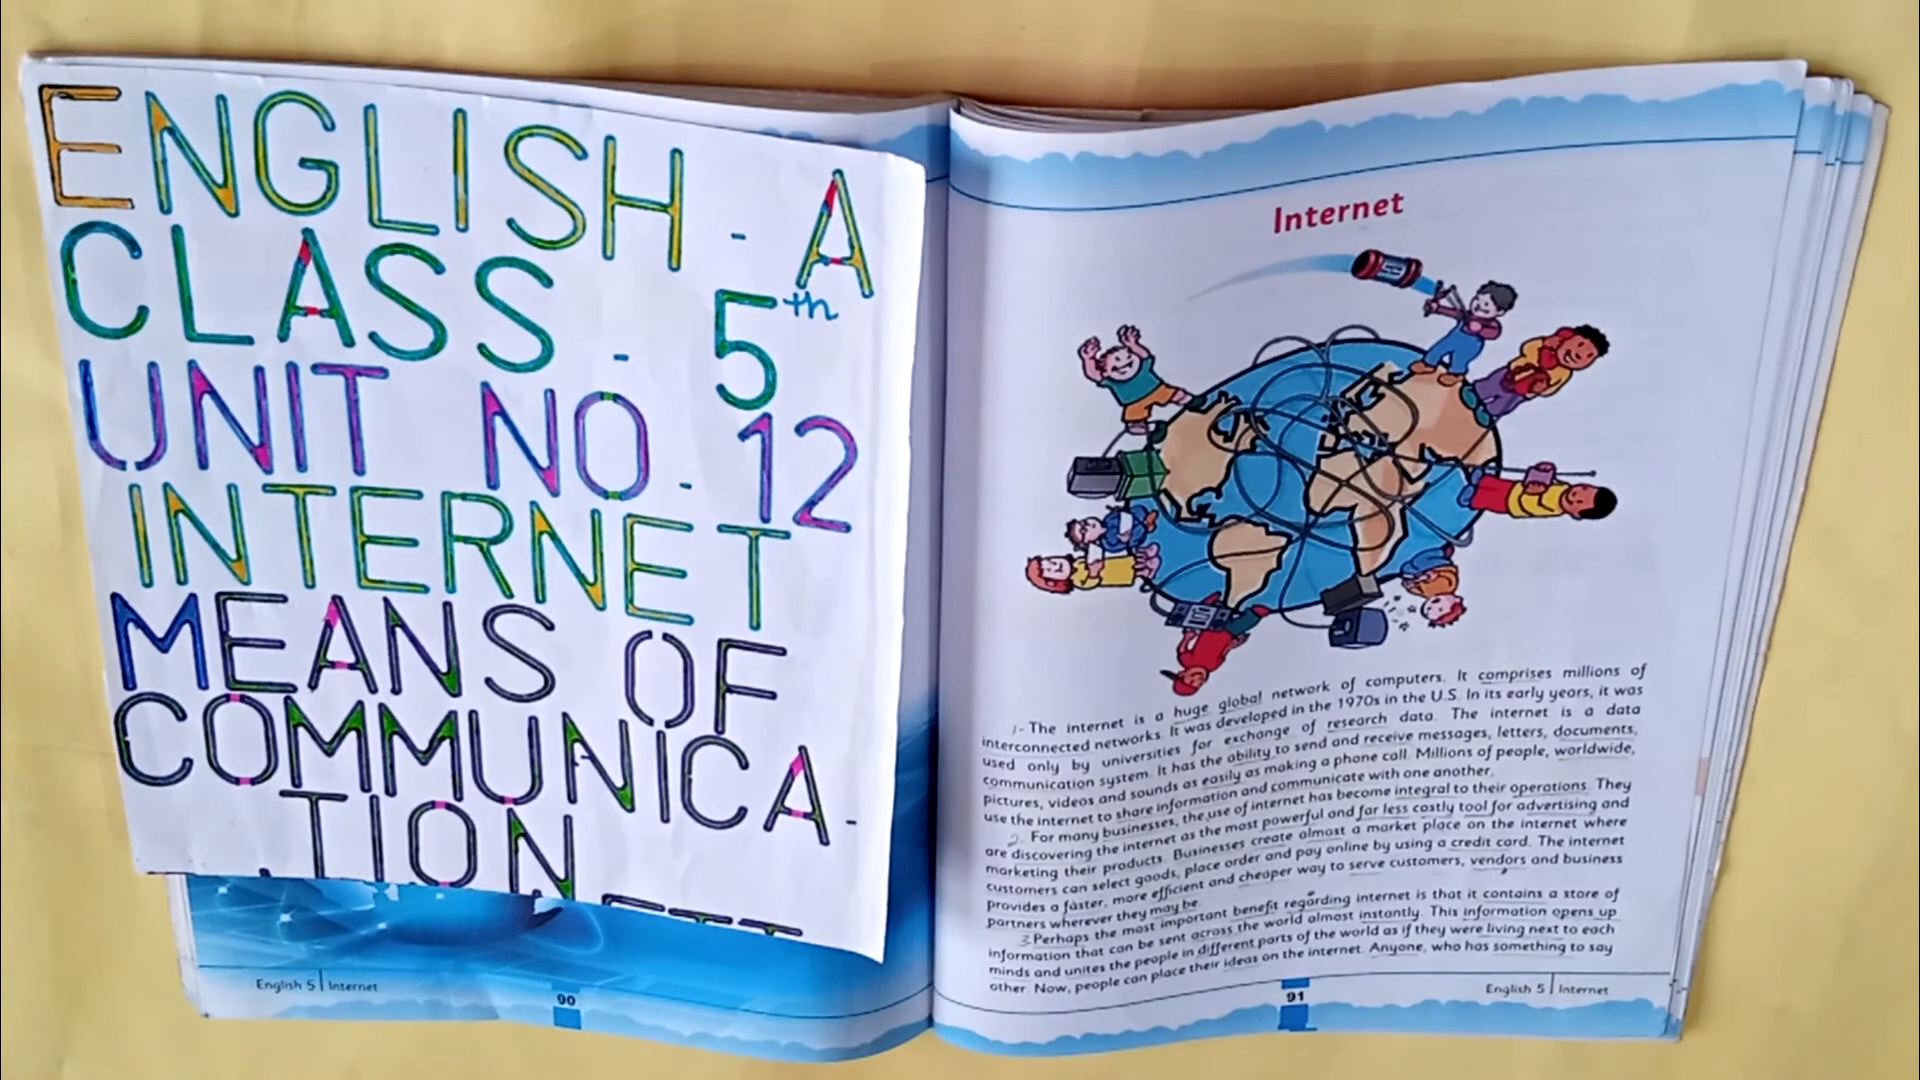 ENGLISH - A
CLASS - 5th
UNIT NO. 12
INTERNET
MEANS OF
COMMUNICA-
TION
English 5 | Internet
90
Internet
1- The internet is a huge global network of computers. It comprises millions of
interconnected networks. It was developed in the 1970s in the U.S. In its early years, it was
used only by universities for exchange of research data. The internet is a data
communication system. It has the ability to send and receive messages, letters, documents,
pictures, videos and sounds as easily as making a phone call. Millions of people, worldwide,
use the internet to share information and communicate with one another.
2. For many businesses, the use of internet has become integral to their operations. They
are discovering the internet as the most powerful and far less costly tool for advertising and
marketing their products. Businesses create almost a market place on the internet where
customers can select goods, place order and pay online by using a credit card. The internet
provides a faster, more efficient and cheaper way to serve customers, vendors and business
partners wherever they may be.
3. Perhaps the most important benefit regarding internet is that it contains a store of
information that can be sent across the world almost instantly. This information opens up
minds and unites the people in different parts of the world as if they were living next to each
other. Now, people can place their ideas on the internet. Anyone, who has something to say
91
English 5 | Internet